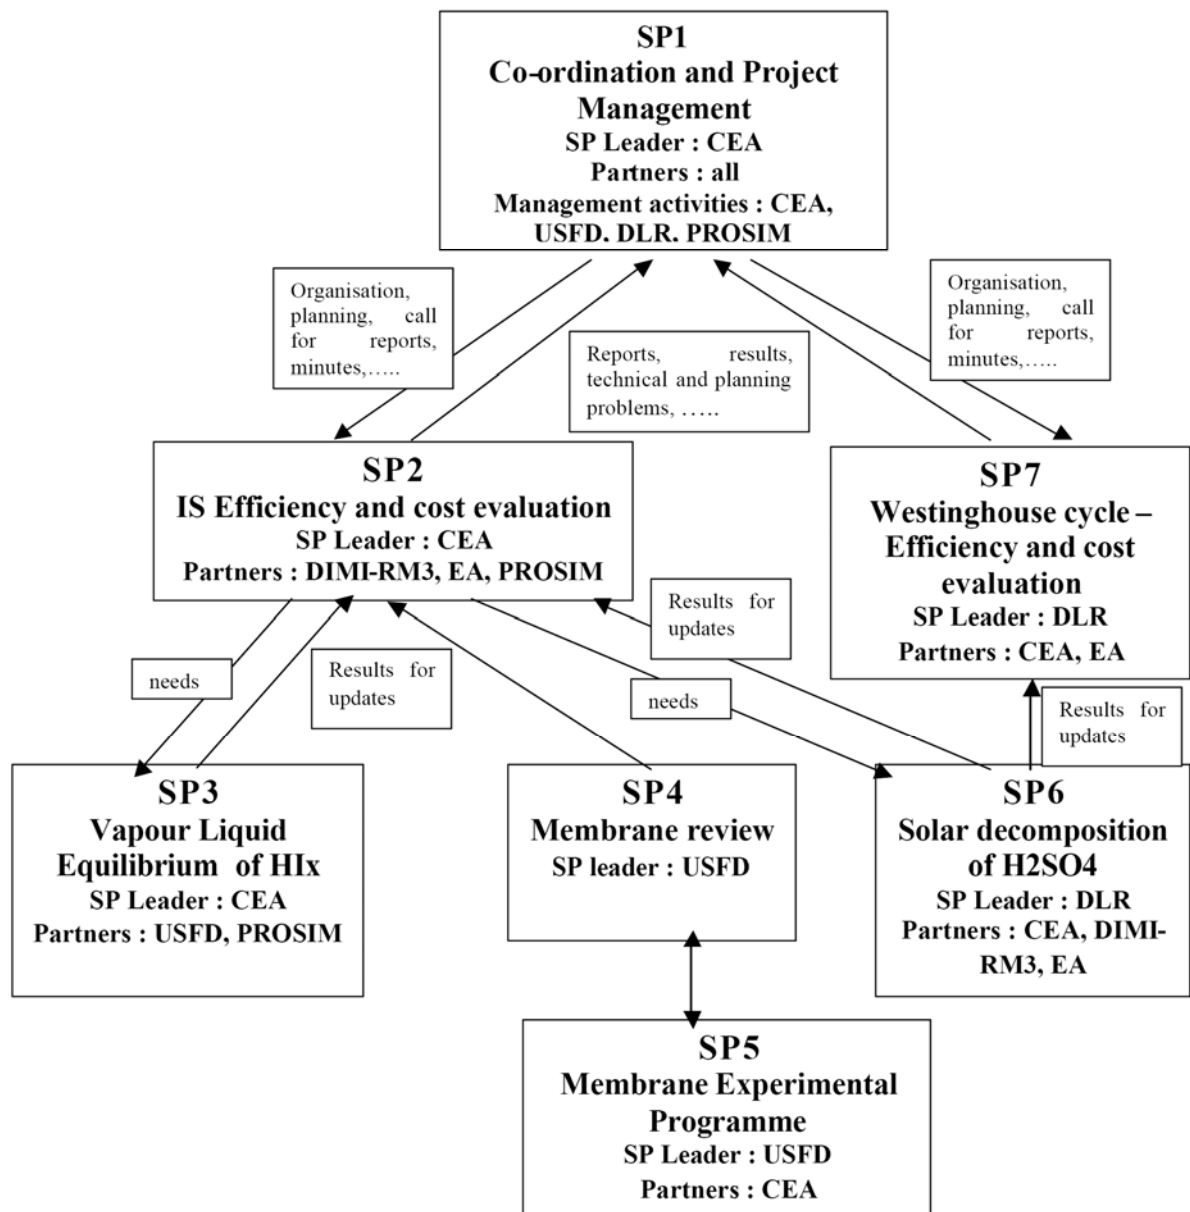 SP1
Co-ordination and Project
Management
SP Leader : CEA
Partners : all
Management activities : CEA,
USFD. DLR. PROSIM
Organisation,
planning, call
for reports,
minutes,.....
Reports, results,
technical and planning
problems, .....
Organisation,
planning, call
for reports,
minutes,.....
SP2
IS Efficiency and cost evaluation
SP Leader : CEA
Partners : DIMI-RM3, EA, PROSIM
SP7
Westinghouse cycle –
Efficiency and cost
evaluation
SP Leader : DLR
Partners : CEA, EA
needs
Results for
updates
Results for
updates
needs
Results for
updates
SP3
Vapour Liquid
Equilibrium of HIx
SP Leader : CEA
Partners : USFD, PROSIM
SP4
Membrane review
SP leader : USFD
SP6
Solar decomposition
of H2SO4
SP Leader : DLR
Partners : CEA, DIMI-
RM3, EA
SP5
Membrane Experimental
Programme
SP Leader : USFD
Partners : CEA